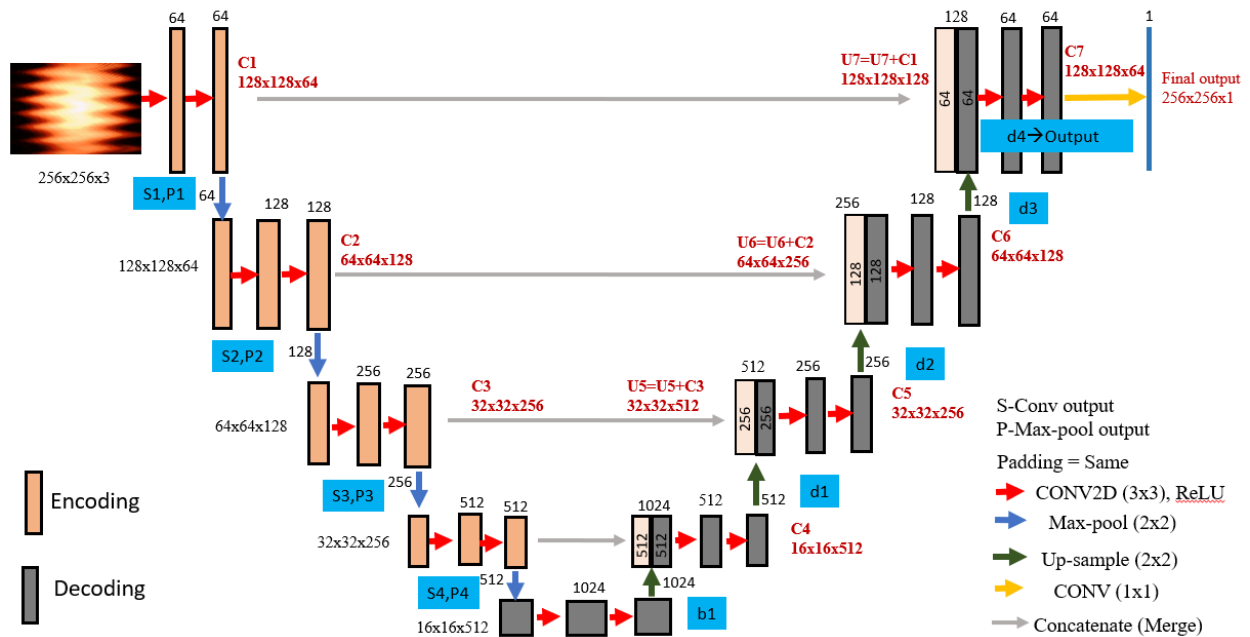 64
64
C1
128x128x64
U7=U7+C1
128x128x128
128
64
64
64
64
C7
128x128x64
1
Final output
256x256x1
d4→Output
256x256x3
S1,P1
64
128
128
128x128x64
C2
64x64x128
U6=U6+C2
64x64x256
256
128
128
128
128
d3
C6
64x64x128
S2,P2
128
256
256
64x64x128
C3
32x32x256
U5=U5+C3
32x32x512
512
256
256
256
256
d2
C5
32x32x256
S3,P3
256
512
512
32x32x256
1024
512
512
512
512
d1
C4
16x16x512
S4,P4
512
16x16x512
1024
1024
b1
Encoding
Decoding
S-Conv output
P-Max-pool output
Padding = Same
CONV2D (3x3), ReLU
Max-pool (2x2)
Up-sample (2x2)
CONV (1x1)
Concatenate (Merge)